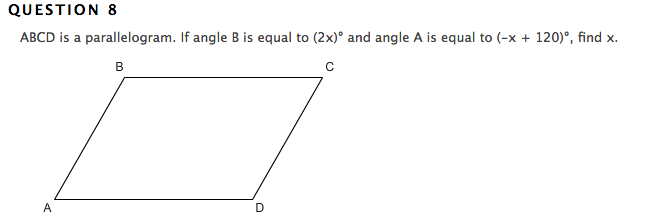 QUESTION 8
ABCD is a parallelogram. If angle B is equal to (2x)° and angle A is equal to (-x + 120)°, find x.
B C
A D